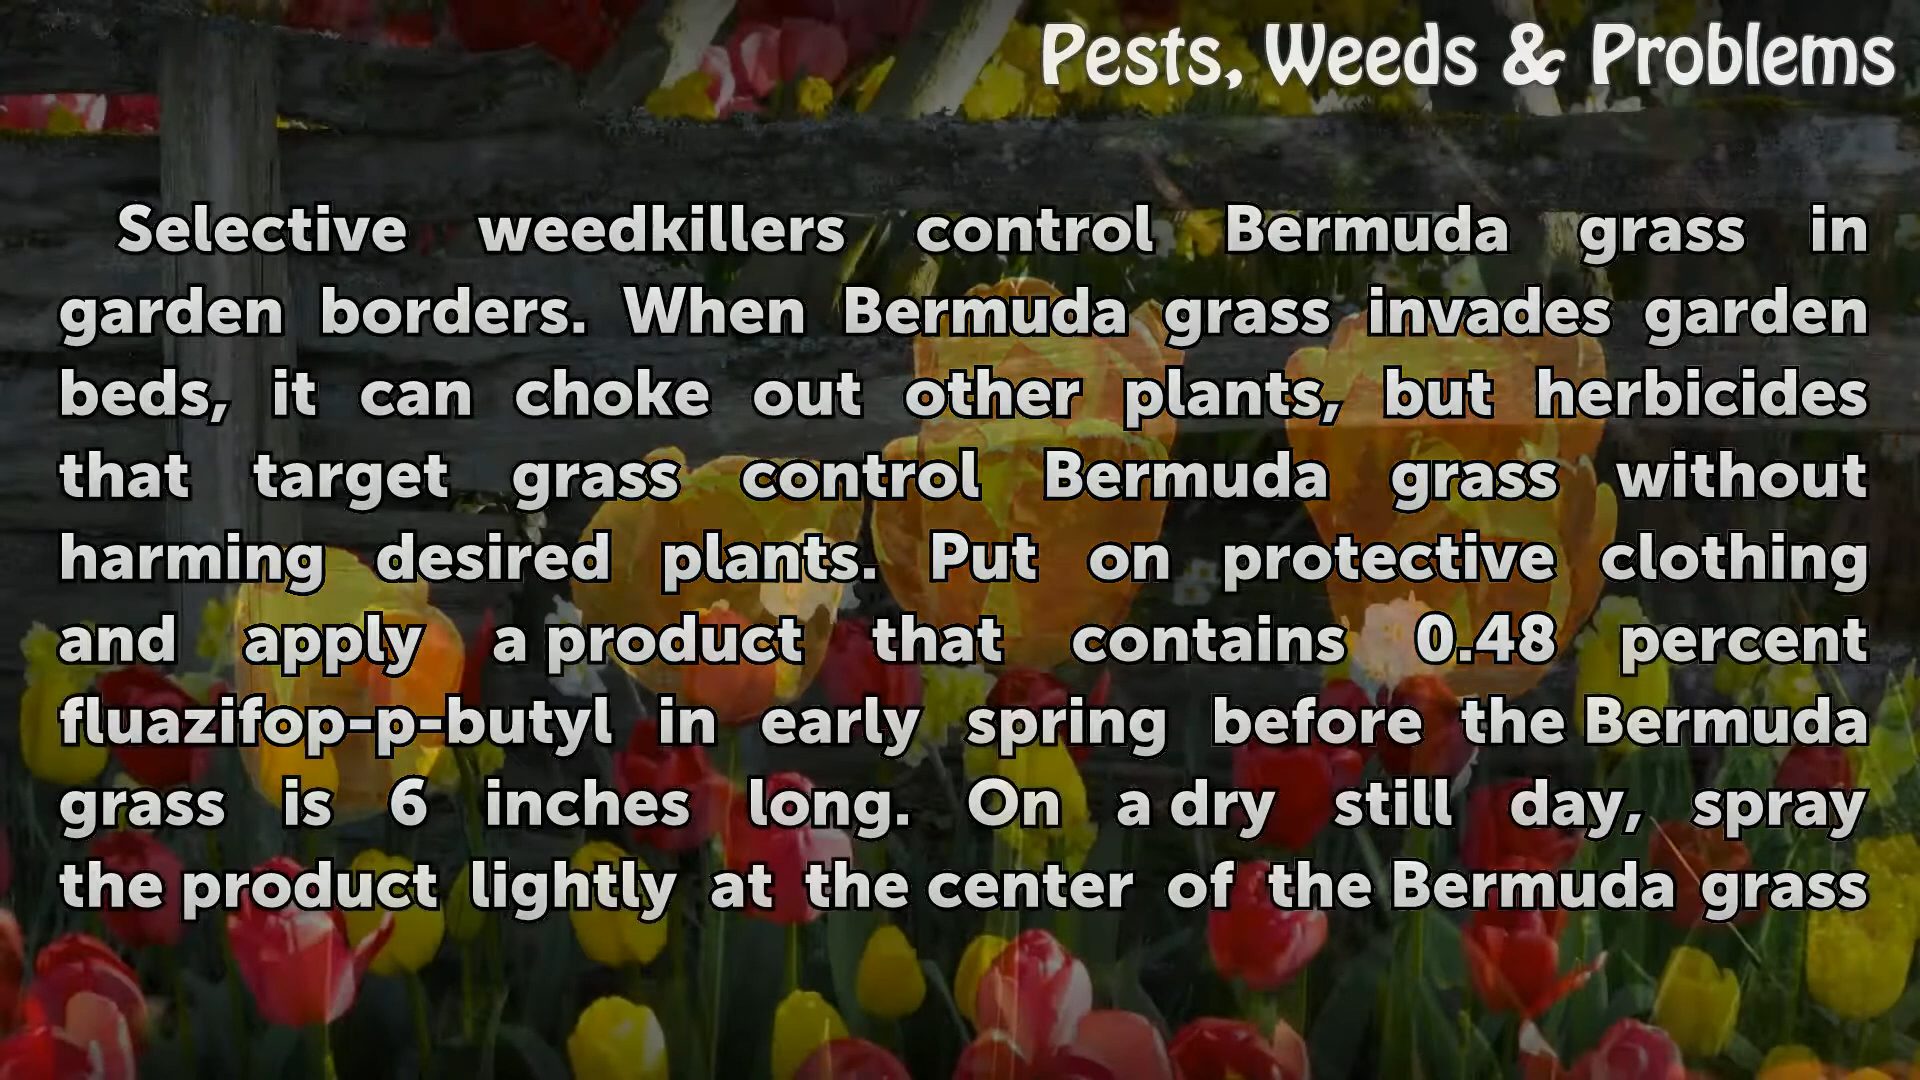 Pests, Weeds & Problems
Selective weedkillers control Bermuda grass in
garden borders. When Bermuda grass invades garden
beds, it can choke out other plants, but herbicides
that target grass control Bermuda grass without
harming desired plants. Put on protective clothing
and apply a product that contains 0.48 percent
fluazifop-p-butyl in early spring before the Bermuda
grass is 6 inches long. On a dry still day, spray
the product lightly at the center of the Bermuda grass